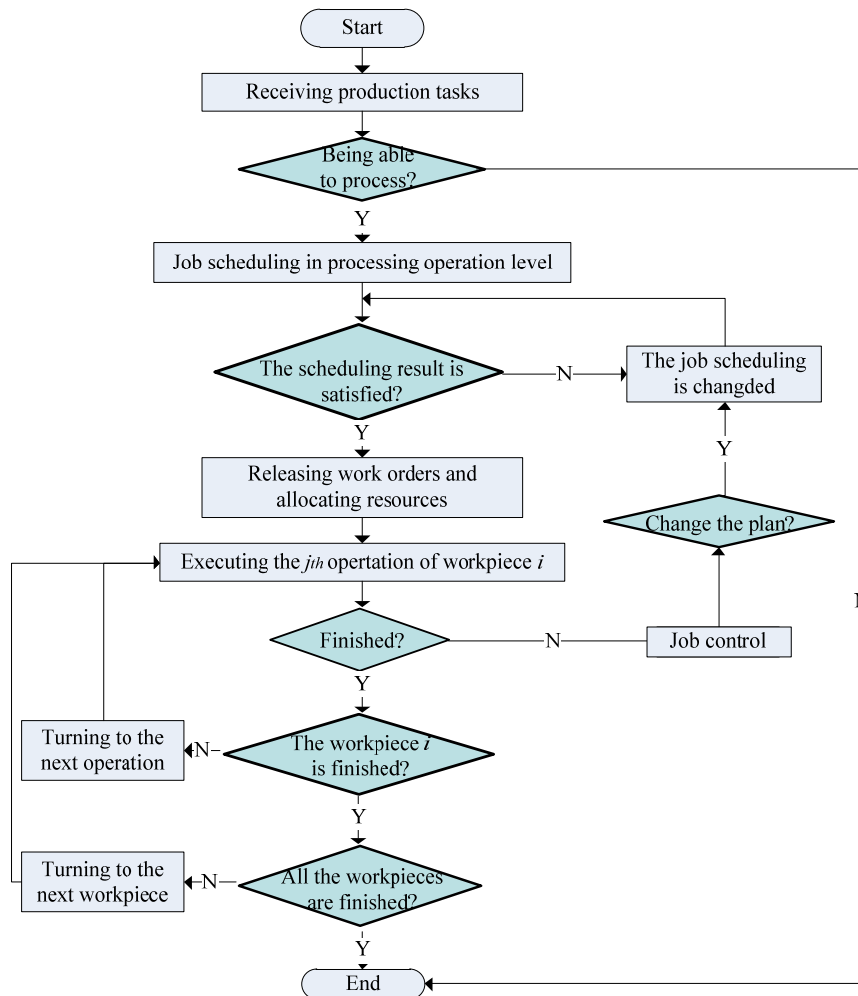 Start
Receiving production tasks
Being able
to process?
Y
Job scheduling in processing operation level
The scheduling result is
satisfied?
N
The job scheduling
is changded
Y
Y
Releasing work orders and
allocating resources
Change the plan?
Executing the jth opertation of workpiece i
N
Finished?
N
Job control
Y
Turning to the
next operation
N
The workpiece i
is finished?
Y
Turning to the
next workpiece
N
All the workpieces
are finished?
Y
End